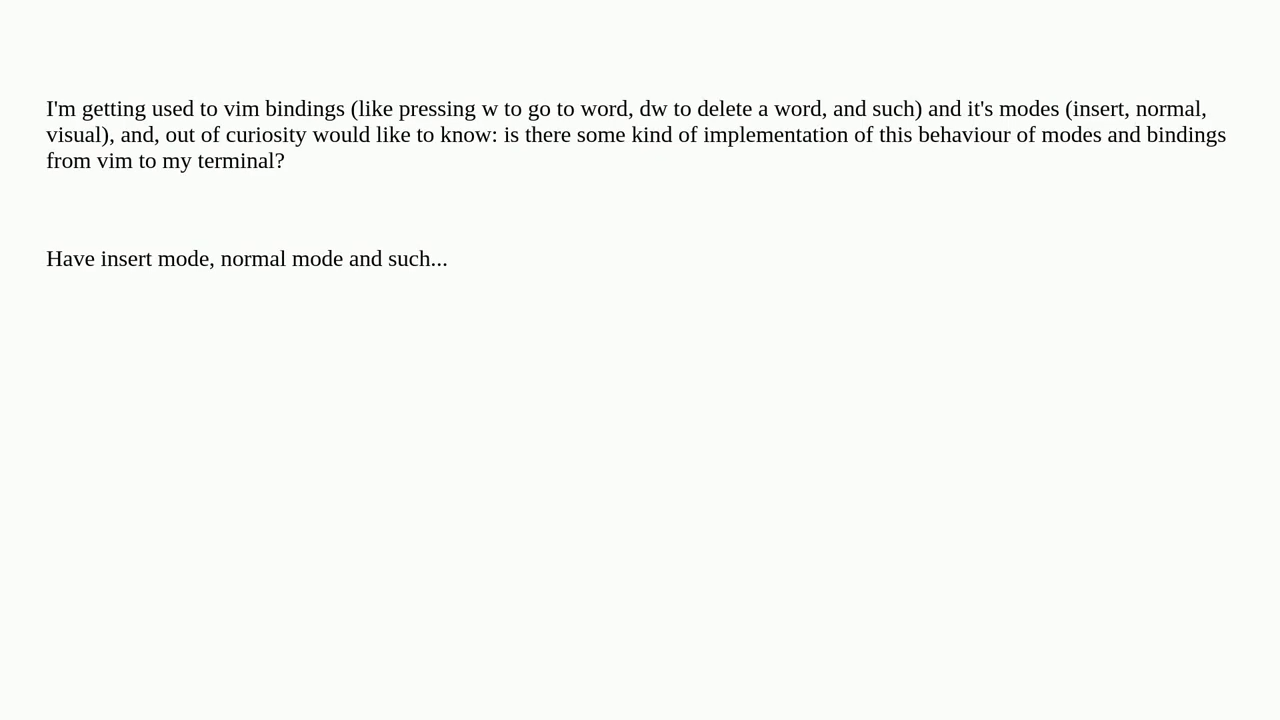 I'm getting used to vim bindings (like pressing w to go to word, dw to delete a word, and such) and it's modes (insert, normal,
visual), and, out of curiosity would like to know: is there some kind of implementation of this behaviour of modes and bindings
from vim to my terminal?
Have insert mode, normal mode and such...